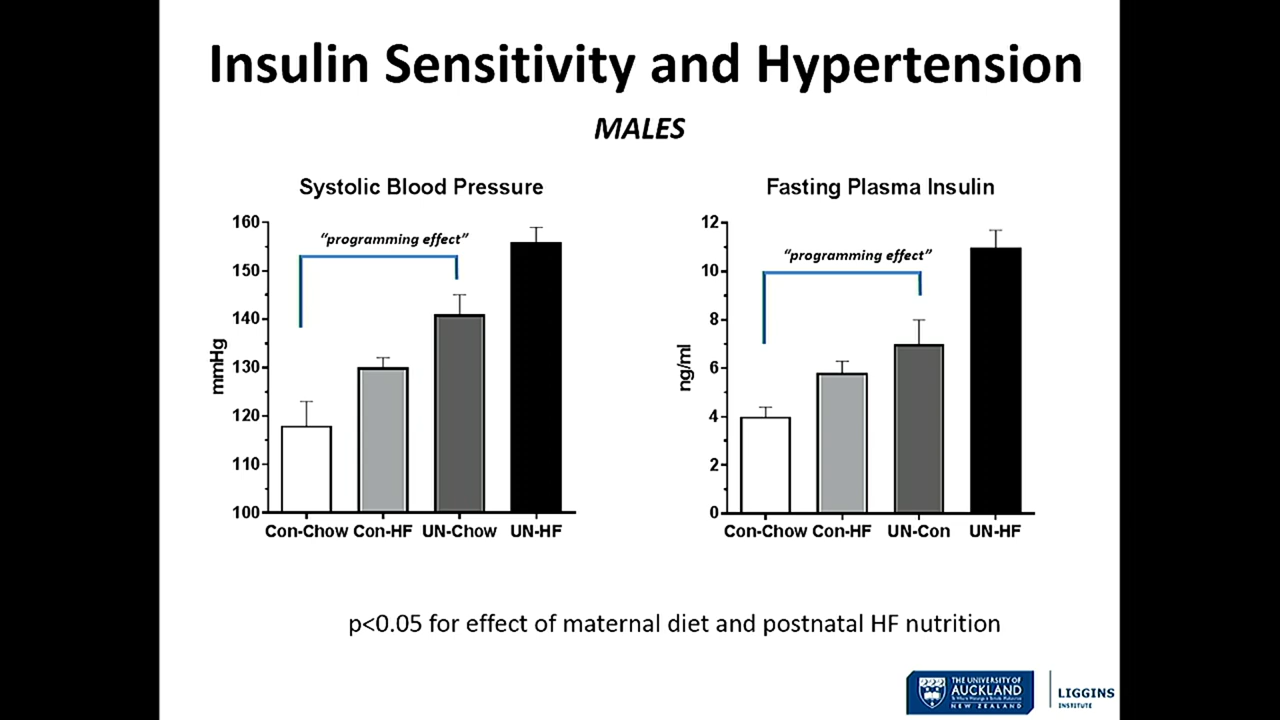 Insulin Sensitivity and Hypertension
MALES
Systolic Blood Pressure
160
150
140
130
120
110
100
mmHg
“programming effect”
Con-Chow Con-HF UN-Chow UN-HF
Fasting Plasma Insulin
12
10
8
6
4
2
0
ng/ml
“programming effect”
Con-Chow Con-HF UN-Con UN-HF
p<0.05 for effect of maternal diet and postnatal HF nutrition
THE UNIVERSITY OF
AUCKLAND
NEW ZEALAND
LIGGINS
INSTITUTE